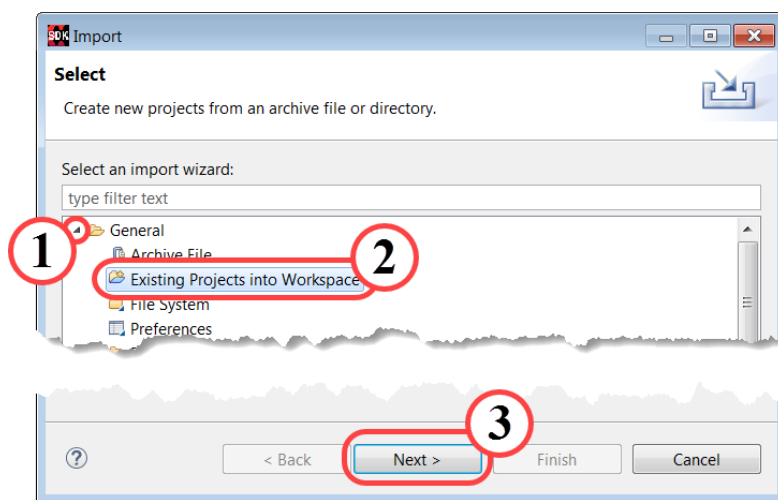 SDK Import
Select
Create new projects from an archive file or directory.
Select an import wizard:
type filter text
General
1
2
Archive File
Existing Projects into Workspace
File System
Preferences
3
? < Back Next > Finish Cancel